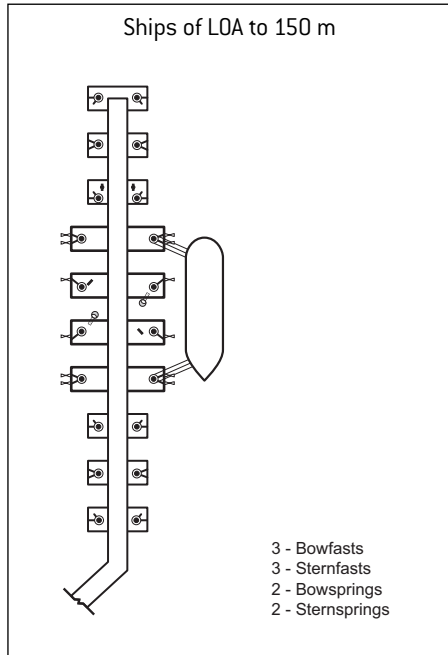 Ships of LOA to 150 m
3 - Bowfasts
3 - Sternfasts
2 - Bowsprings
2 - Sternsprings